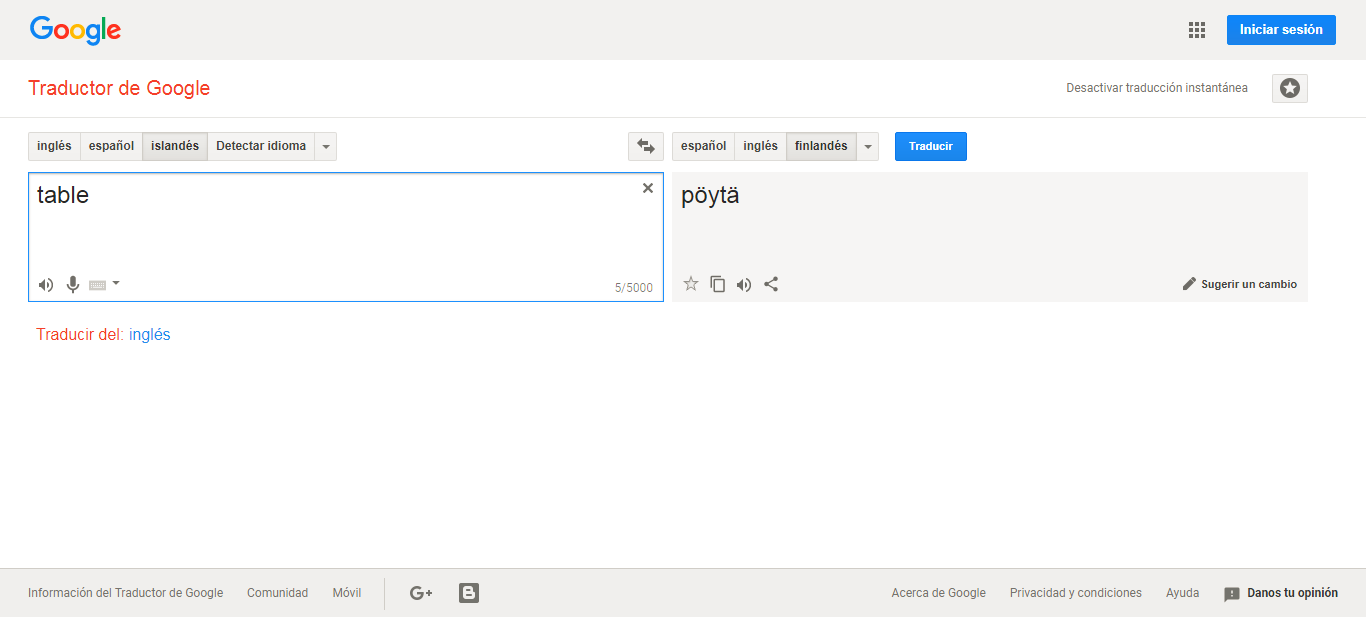 Google
Iniciar sesión
Traductor de Google
Desactivar traducción instantánea
inglés español islandés Detectar idioma
español inglés finlandés Traducir
table
pöytä
5/5000
Sugerir un cambio
Traducir del: inglés
Información del Traductor de Google Comunidad Móvil G+ B Acerca de Google Privacidad y condiciones Ayuda Danos tu opinión